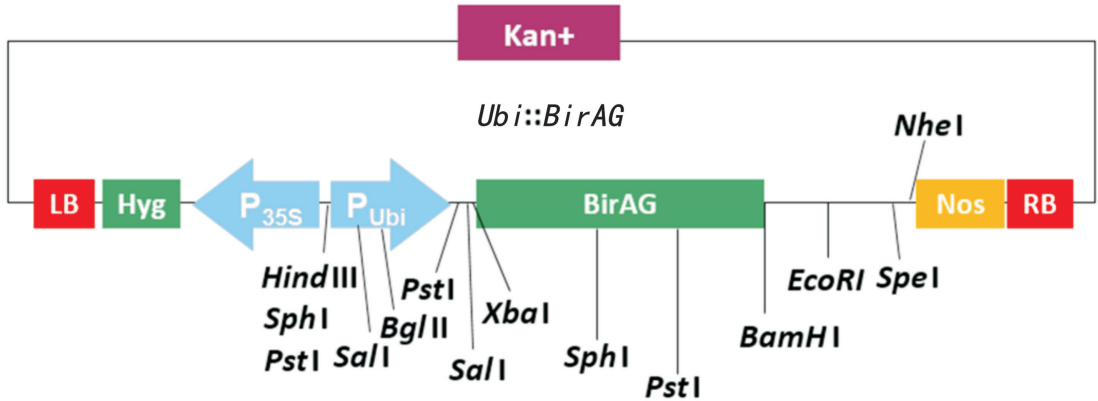 Kan+
Ubi::BirAG
NheI
LB Hyg P35S PUbi BirAG Nos RB
HindIII
SphI
PstI
SalI
BglII
PstI
SalI
XbaI
SphI
PstI
BamHI
EcoRI
SpeI